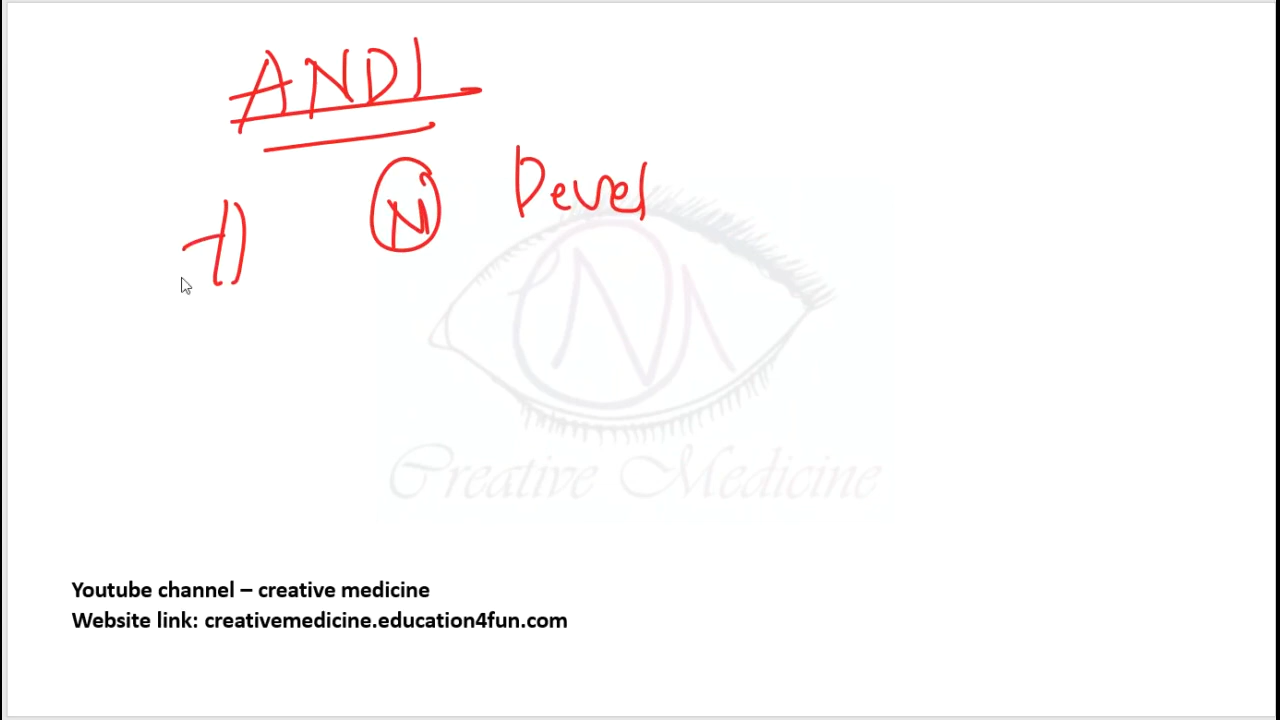 ANDI
N Devel
1)
Creative Medicine
Youtube channel – creative medicine
Website link: creativemedicine.education4fun.com